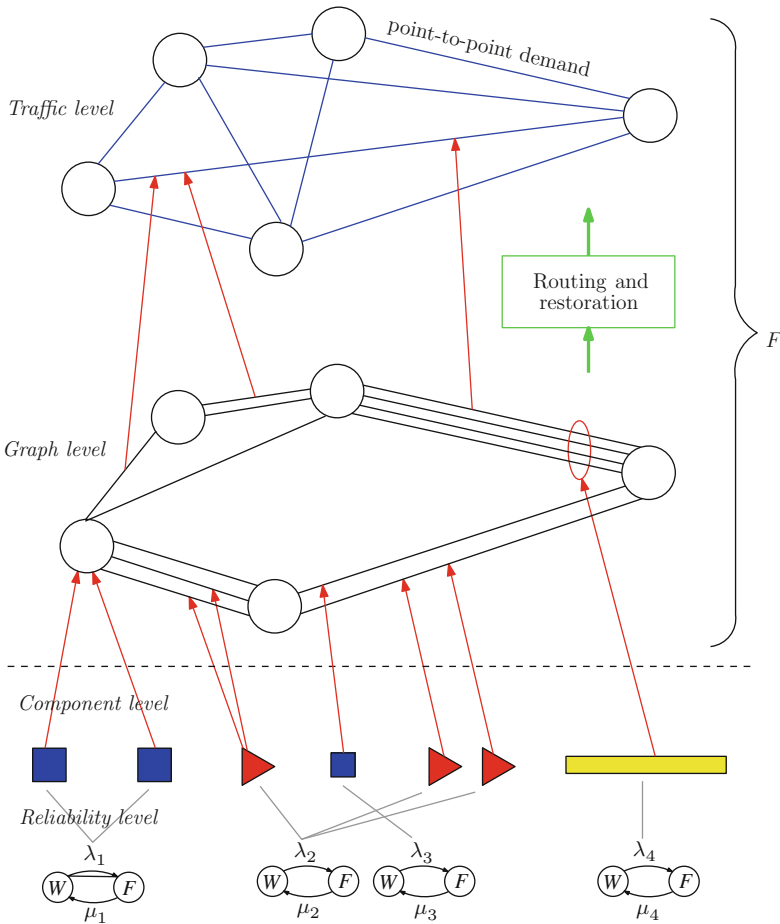 point-to-point demand
Traffic level
Routing and
restoration
F
Graph level
Component level
Reliability level
λ1
λ2
λ3
λ4
W F
W F
W F
W F
μ1
μ2
μ3
μ4